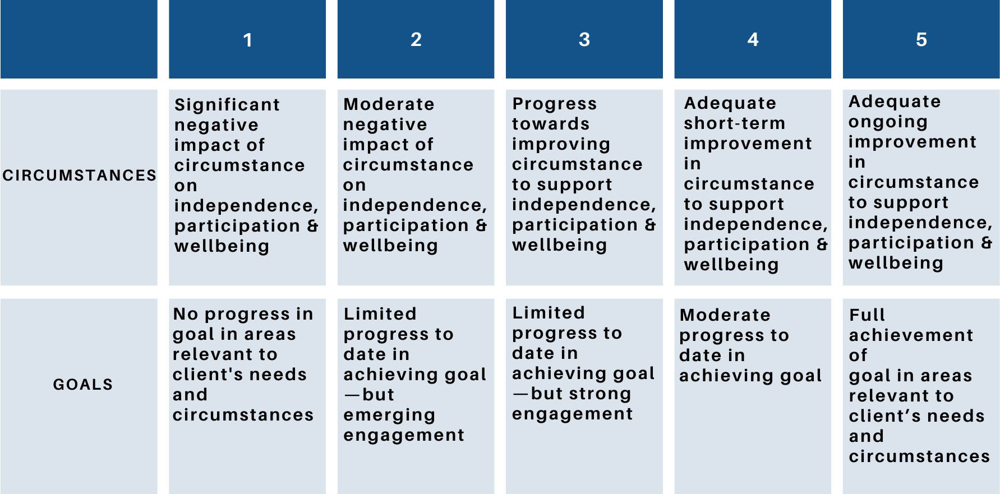 1
2
3
4
5
CIRCUMSTANCES
Significant
negative
impact of
circumstance
on
independence,
participation &
wellbeing
Moderate
negative
impact of
circumstance
on
independence,
participation &
wellbeing
Progress
towards
improving
circumstance
to support
independence,
participation &
wellbeing
Adequate
short-term
improvement
in
circumstance
to support
independence,
participation &
wellbeing
Adequate
ongoing
improvement
in
circumstance
to support
independence,
participation &
wellbeing
GOALS
No progress in
goal in areas
relevant to
client's needs
and
circumstances
Limited
progress to
date in
achieving goal
—but
emerging
engagement
Limited
progress to
date in
achieving goal
—but strong
engagement
Moderate
progress to
date in
achieving goal
Full
achievement
of
goal in areas
relevant to
client’s needs
and
circumstances